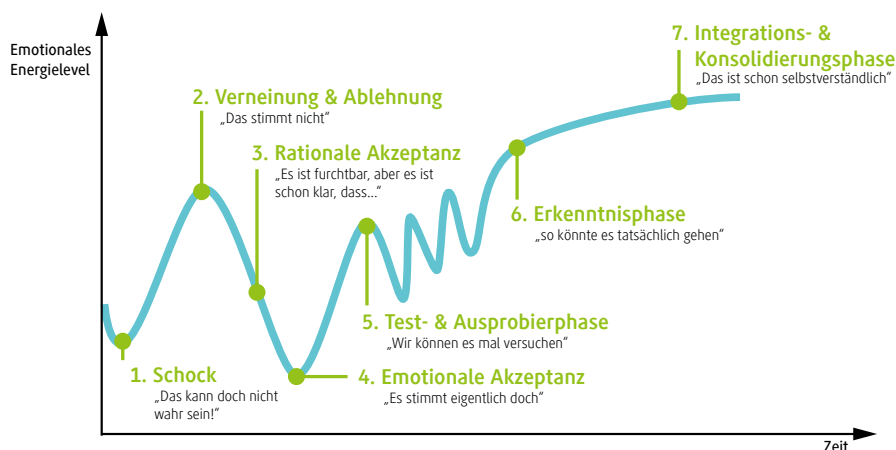 Emotionales
Energielevel
7. Integrations- &
Konsolidierungsphase
„Das ist schon selbstverständlich“
2. Verneinung & Ablehnung
„Das stimmt nicht“
3. Rationale Akzeptanz
„Es ist furchtbar, aber es ist
schon klar, dass...“
6. Erkenntnisphase
„so könnte es tatsächlich gehen“
5. Test- & Ausprobierphase
„Wir können es mal versuchen“
1. Schock
„Das kann doch nicht
wahr sein!“
4. Emotionale Akzeptanz
„Es stimmt eigentlich doch“
Zeit